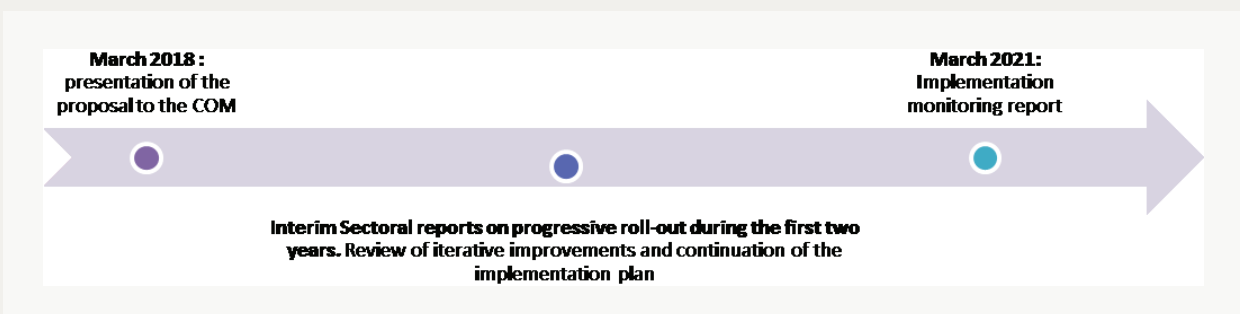 March 2018 :
presentation of the
proposal to the COM
March 2021:
Implementation
monitoring report
Interim Sectoral reports on progressive roll-out during the first two
years. Review of iterative improvements and continuation of the
implementation plan